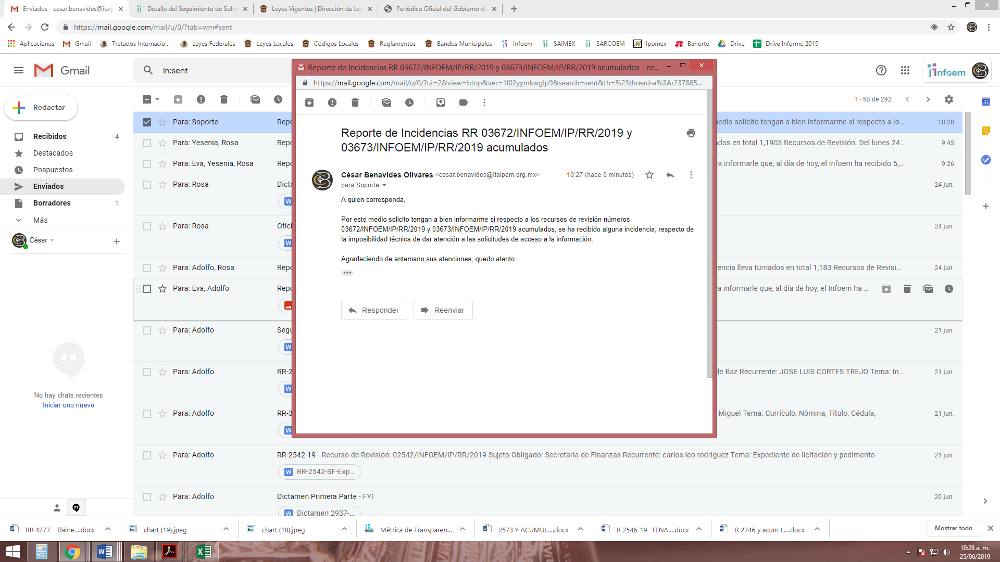 Enviados - cesar.benavides@itaip
Detalle del Seguimiento de Solici
Leyes Vigentes | Dirección de Leg
Periódico Oficial del Gobierno de
https://mail.google.com/mail/u/0/?tab=wm#sent
Aplicaciones
Gmail
Tratados Internacio...
Leyes Federales
Leyes Locales
Códigos Locales
Reglamentos
Bandos Municipales
Infoem
SAIMEX
SARCOEM
Ipomex
Banorte
Drive
Drive Informe 2019
Gmail
in:sent
infoem
Redactar
1–50 de 292
Recibidos 4
Destacados
Pospuestos
Enviados
Borradores 1
Más
César
No hay chats recientes
Iniciar uno nuevo
Reporte de Incidencias RR 03672/INFOEM/IP/RR/2019 y 03673/INFOEM/IP/RR/2019 acumulados - ce...
https://mail.google.com/mail/u/0/?ui=2&view=btop&ver=1l02yymkwglp9&search=sent&th=%23thread-a%3Ar237885...
Reporte de Incidencias RR 03672/INFOEM/IP/RR/2019 y
03673/INFOEM/IP/RR/2019 acumulados
César Benavides Olivares <cesar.benavides@itaipem.org.mx> 10:27 (hace 0 minutos)
para Soporte
A quien corresponda,
Por este medio solicito tengan a bien informarme si respecto a los recursos de revisión números
03672/INFOEM/IP/RR/2019 y 03673/INFOEM/IP/RR/2019 acumulados, se ha recibido alguna incidencia, respecto de
la imposibilidad técnica de dar atención a las solicitudes de acceso a la información.
Agradeciendo de antemano sus atenciones, quedo atento
Responder
Reenviar
Para: Soporte Repo edio solicito tengan a bien informarme si respecto a lo... 10:28
Para: Yesenia, Rosa Repo dos en total 1,1903 Recursos de Revisión. Del lunes 24... 9:45
Para: Eva, Yesenia, Rosa Repo ra informarle que, al día de hoy, el Infoem ha recibido 5,... 9:26
Para: Rosa Dicta 24 jun.
Para: Rosa Ofici 24 jun.
Para: Adolfo, Rosa Repo encia lleva turnados en total 1,183 Recursos de Revisi... 24 jun.
Para: Eva, Adolfo Repo ra informarle que, al día de hoy, el Infoem ha ...
Para: Adolfo Segu 21 jun.
Para: Adolfo RR-2 de Baz Recurrente: JOSE LUIS CORTES TREJO Tema: In... 21 jun.
Para: Adolfo RR-3 Miguel Tema: Currículo, Nómina, Título, Cédula, 21 jun.
Para: Adolfo RR-2542-19 - Recurso de Revisión: 02542/INFOEM/IP/RR/2019 Sujeto Obligado: Secretaría de Finanzas Recurrente: carlos leo rodriguez Tema: Expediente de licitación y pedimento 21 jun.
RR-2542-SF-Exp...
Para: Adolfo Dictamen Primera Parte - FYI 20 jun.
Dictamen 2937-...
RR 4277 - Tlalne....docx
chart (19).jpeg
chart (18).jpeg
Métrica de Transparen...
2573 Y ACUMUL....docx
R 2546-19- TENA....docx
R 2746 y acum L....docx
Mostrar todo
10:28 a. m.
25/06/2019